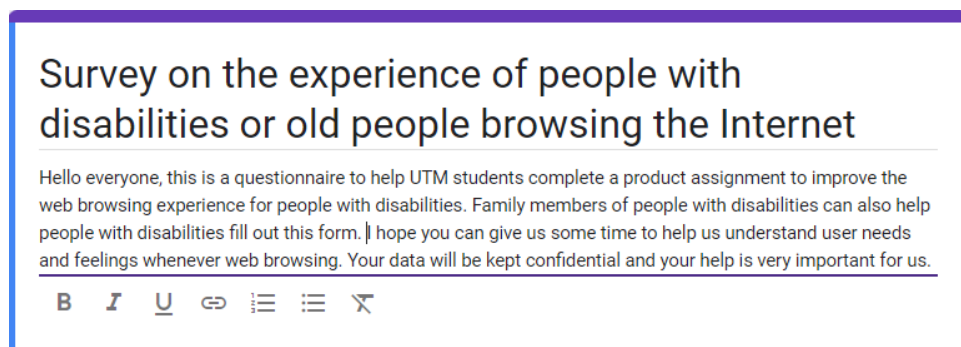 Survey on the experience of people with
disabilities or old people browsing the Internet
Hello everyone, this is a questionnaire to help UTM students complete a product assignment to improve the
web browsing experience for people with disabilities. Family members of people with disabilities can also help
people with disabilities fill out this form. I hope you can give us some time to help us understand user needs
and feelings whenever web browsing. Your data will be kept confidential and your help is very important for us.
B I U